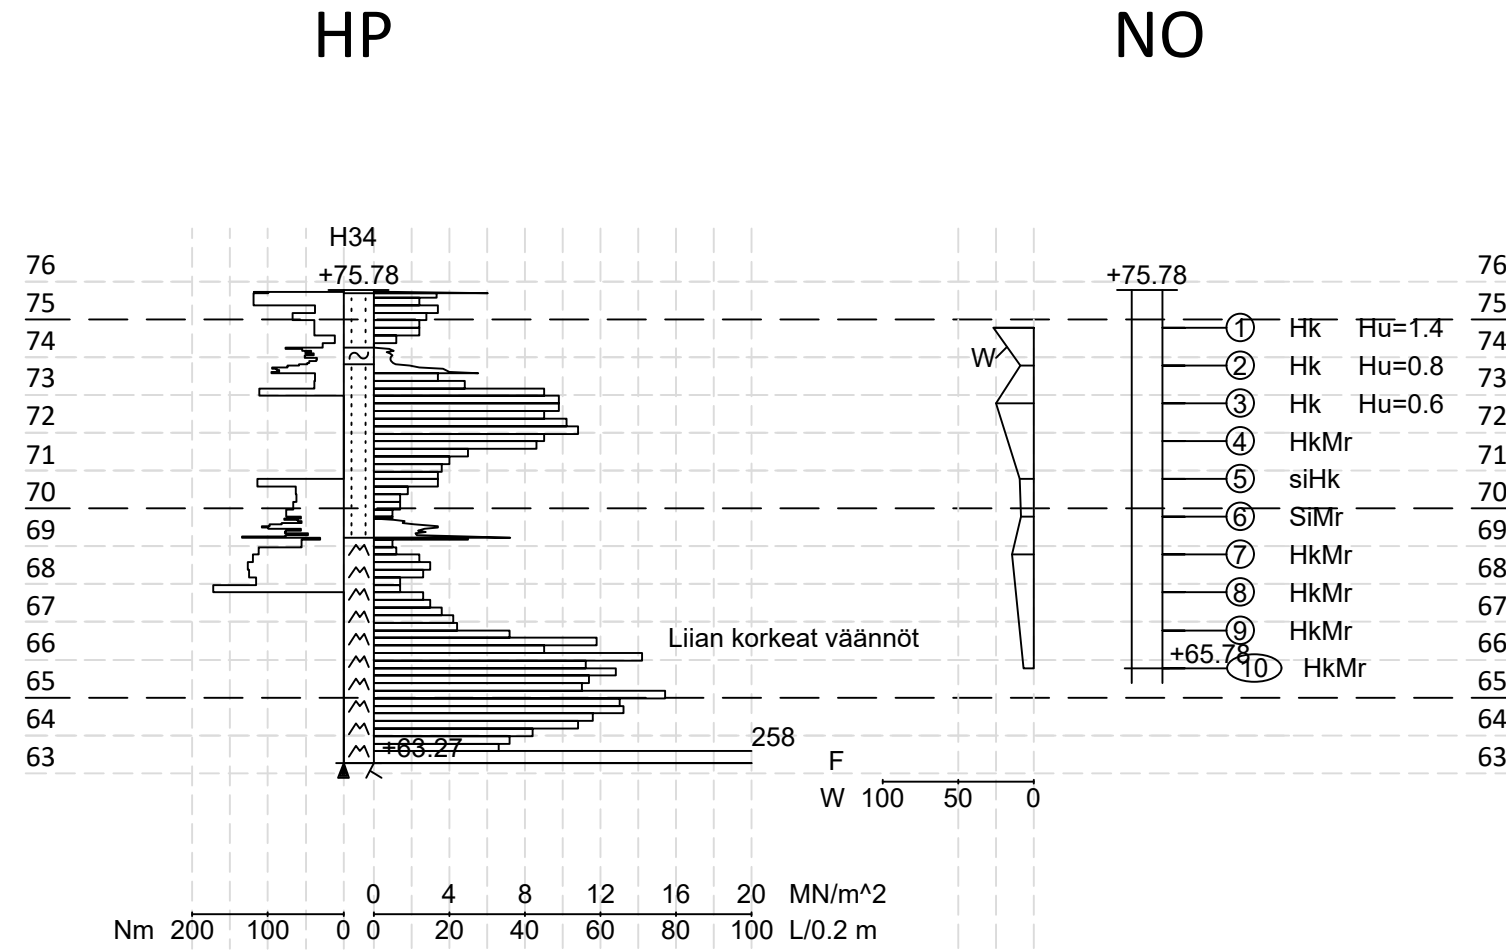 HP NO
H34
76 76
+75.78 +75.78
75 75
1 Hk Hu=1.4
74 74
W 2 Hk Hu=0.8
73 73
3 Hk Hu=0.6
72 72
4 HkMr
71 71
5 siHk
70 70
6 SiMr
69 69
7 HkMr
68 68
8 HkMr
67 67
Liian korkeat väännöt 9 HkMr
66 66
+65.78
10 HkMr
65 65
64 64
258
+63.27
63 63
F
W 100 50 0
0 4 8 12 16 20 MN/m^2
Nm 200 100 0 0 20 40 60 80 100 L/0.2 m